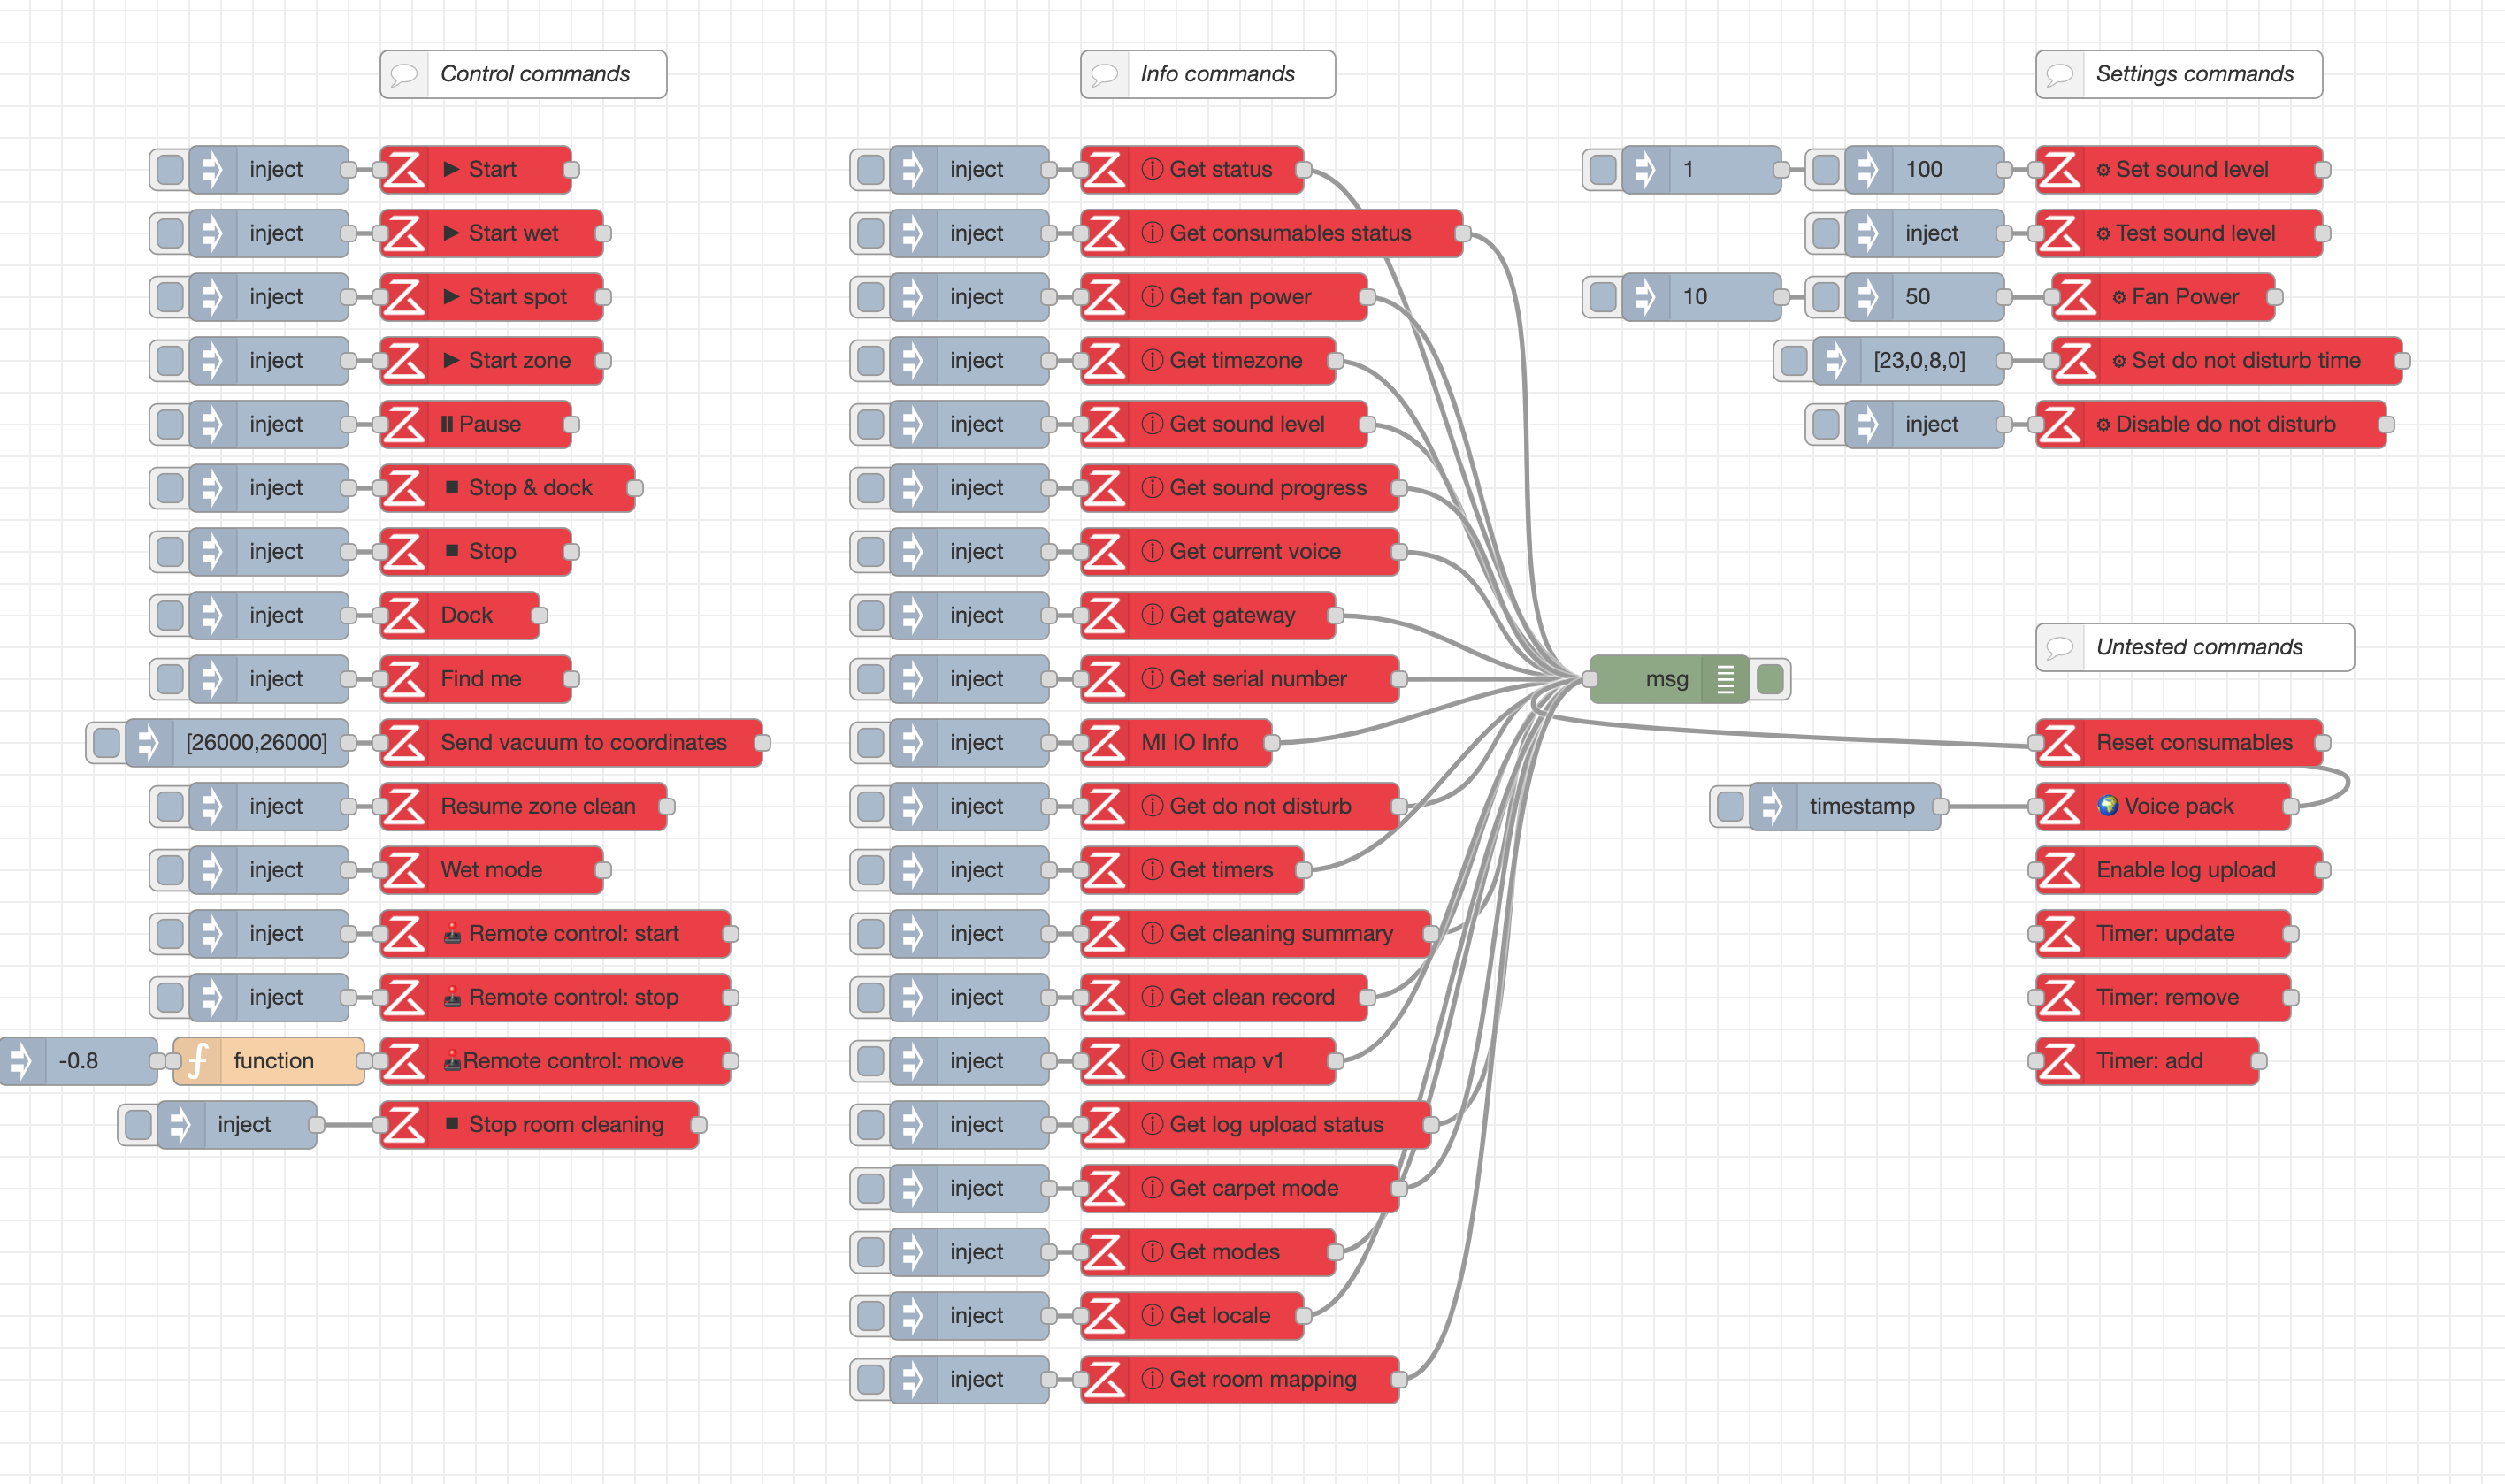 Control commands
inject ▶ Start
inject ▶ Start wet
inject ▶ Start spot
inject ▶ Start zone
inject ⏸ Pause
inject ⏹ Stop & dock
inject ⏹ Stop
inject Dock
inject Find me
[26000,26000] Send vacuum to coordinates
inject Resume zone clean
inject Wet mode
inject 🕹 Remote control: start
inject 🕹 Remote control: stop
-0.8 function 🕹Remote control: move
inject ⏹ Stop room cleaning
Info commands
inject ⓘ Get status
inject ⓘ Get consumables status
inject ⓘ Get fan power
inject ⓘ Get timezone
inject ⓘ Get sound level
inject ⓘ Get sound progress
inject ⓘ Get current voice
inject ⓘ Get gateway
inject ⓘ Get serial number
inject MI IO Info
inject ⓘ Get do not disturb
inject ⓘ Get timers
inject ⓘ Get cleaning summary
inject ⓘ Get clean record
inject ⓘ Get map v1
inject ⓘ Get log upload status
inject ⓘ Get carpet mode
inject ⓘ Get modes
inject ⓘ Get locale
inject ⓘ Get room mapping
msg
Settings commands
1 100 ⚙ Set sound level
inject ⚙ Test sound level
10 50 ⚙ Fan Power
[23,0,8,0] ⚙ Set do not disturb time
inject ⚙ Disable do not disturb
Untested commands
Reset consumables
timestamp 🌍 Voice pack
Enable log upload
Timer: update
Timer: remove
Timer: add